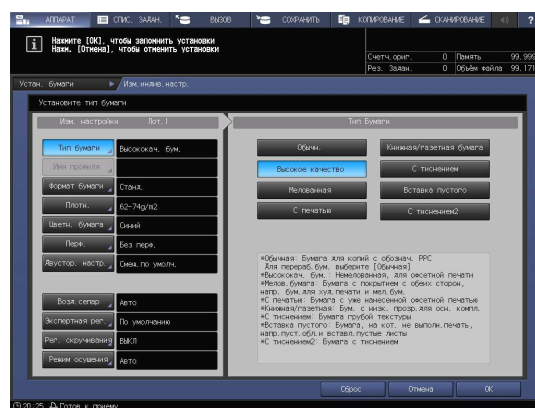 АППАРАТ
СПИС. ЗАДАН.
ВЫЗОВ
СОХРАНИТЬ
КОПИРОВАНИЕ
СКАНИРОВАНИЕ
?
Нажмите [OK], чтобы запомнить установки
Нажм. [Отмена], чтобы отменить установки
Счетч.ориг. 0 Память 99.999
Рез. Задан. 0 Объём файла 99.171
Устан. бумаги
Изм.индив.настр.
Установите тип бумаги
Изм. настройки Лот.1
Тип Бумаги
Тип бумаги
Высококач. бум.
Имя профиля
Формат бумаги
Станд.
Плотн.
62-74g/m2
Цветн. бумага
Синий
Перф.
Без перф.
Двустор. настр.
Смещ.по умолч.
Возд.сепар
Авто
Экспертная рег.
По умолчанию
Рег. скручивания
ВЫКЛ
Режим осушения
Авто
Обычн.
Книжная/газетная бумага
Высокое качество
С тиснением
Мелованная
Вставка пустого
С печатью
С тиснением2
*Обычная: Бумага для копий с обознач. PPC
Для перераб.бум. выберите [Обычная]
*Высококач. бум.: Немелованная, для офсетной печати
*Мелов.бумага: Бумага с покрытием с обеих сторон,
напр. бум.для худ.печати и мел.бум.
*С печатью: Бумага с уже нанесенной офсетной печатью
*Книжная/газетная: Бум. с низк. прозр.для осн. компл.
*С тиснением: Бумага грубой текстуры
*Вставка пустого: Бумага, на кот. не выполн.печать,
напр.пуст.обл.и вставл.пустые листы
*С тиснением2: Бумага с тиснением
Сброс
Отмена
OK
20:25 Готов к приему